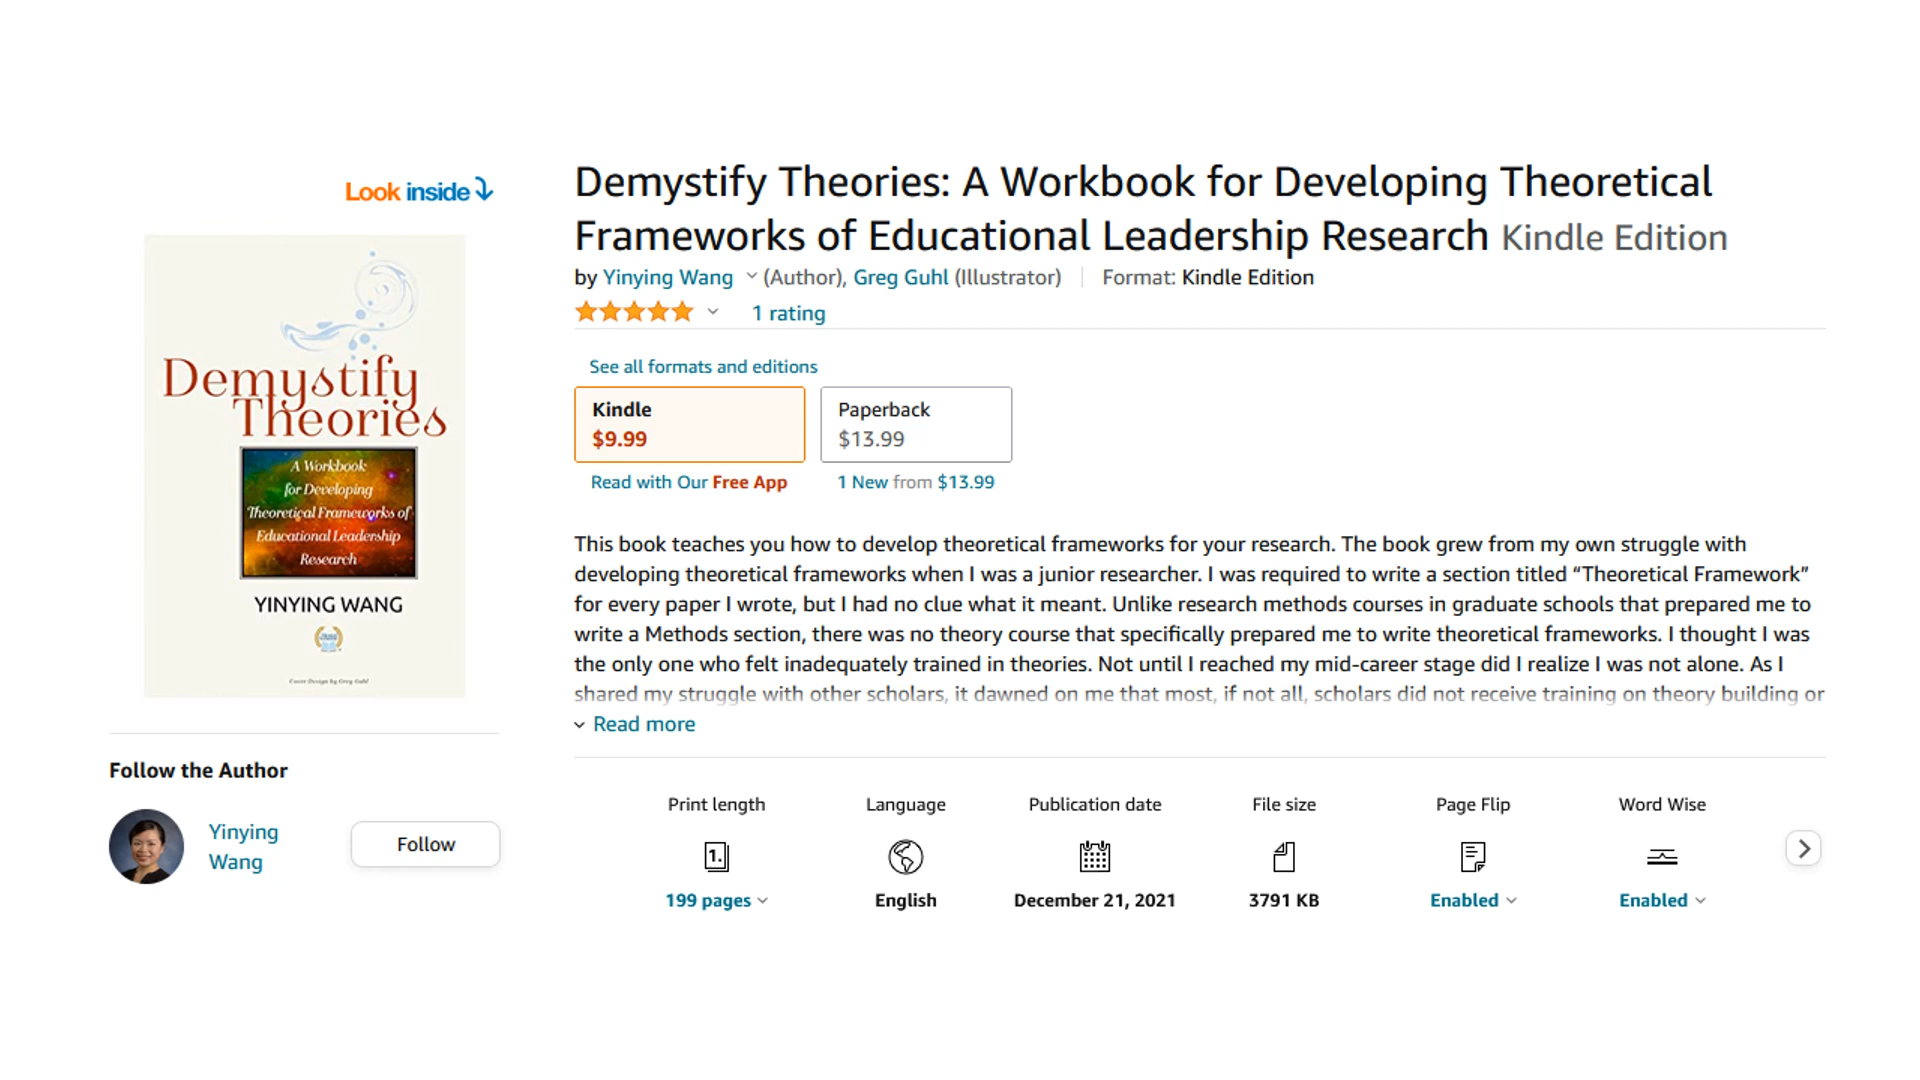 Look inside
Demystify
Theories
A Workbook
for Developing
Theoretical Frameworks of
Educational Leadership
Research
YINYING WANG
Cover Design by Greg Guhl
Follow the Author
Yinying
Wang
Follow
Demystify Theories: A Workbook for Developing Theoretical
Frameworks of Educational Leadership Research Kindle Edition
by Yinying Wang (Author), Greg Guhl (Illustrator) Format: Kindle Edition
1 rating
See all formats and editions
Kindle
$9.99
Read with Our Free App
Paperback
$13.99
1 New from $13.99
This book teaches you how to develop theoretical frameworks for your research. The book grew from my own struggle with
developing theoretical frameworks when I was a junior researcher. I was required to write a section titled “Theoretical Framework”
for every paper I wrote, but I had no clue what it meant. Unlike research methods courses in graduate schools that prepared me to
write a Methods section, there was no theory course that specifically prepared me to write theoretical frameworks. I thought I was
the only one who felt inadequately trained in theories. Not until I reached my mid-career stage did I realize I was not alone. As I
shared my struggle with other scholars, it dawned on me that most, if not all, scholars did not receive training on theory building or
Read more
Print length
1.
199 pages
Language
English
Publication date
December 21, 2021
File size
3791 KB
Page Flip
Enabled
Word Wise
Enabled